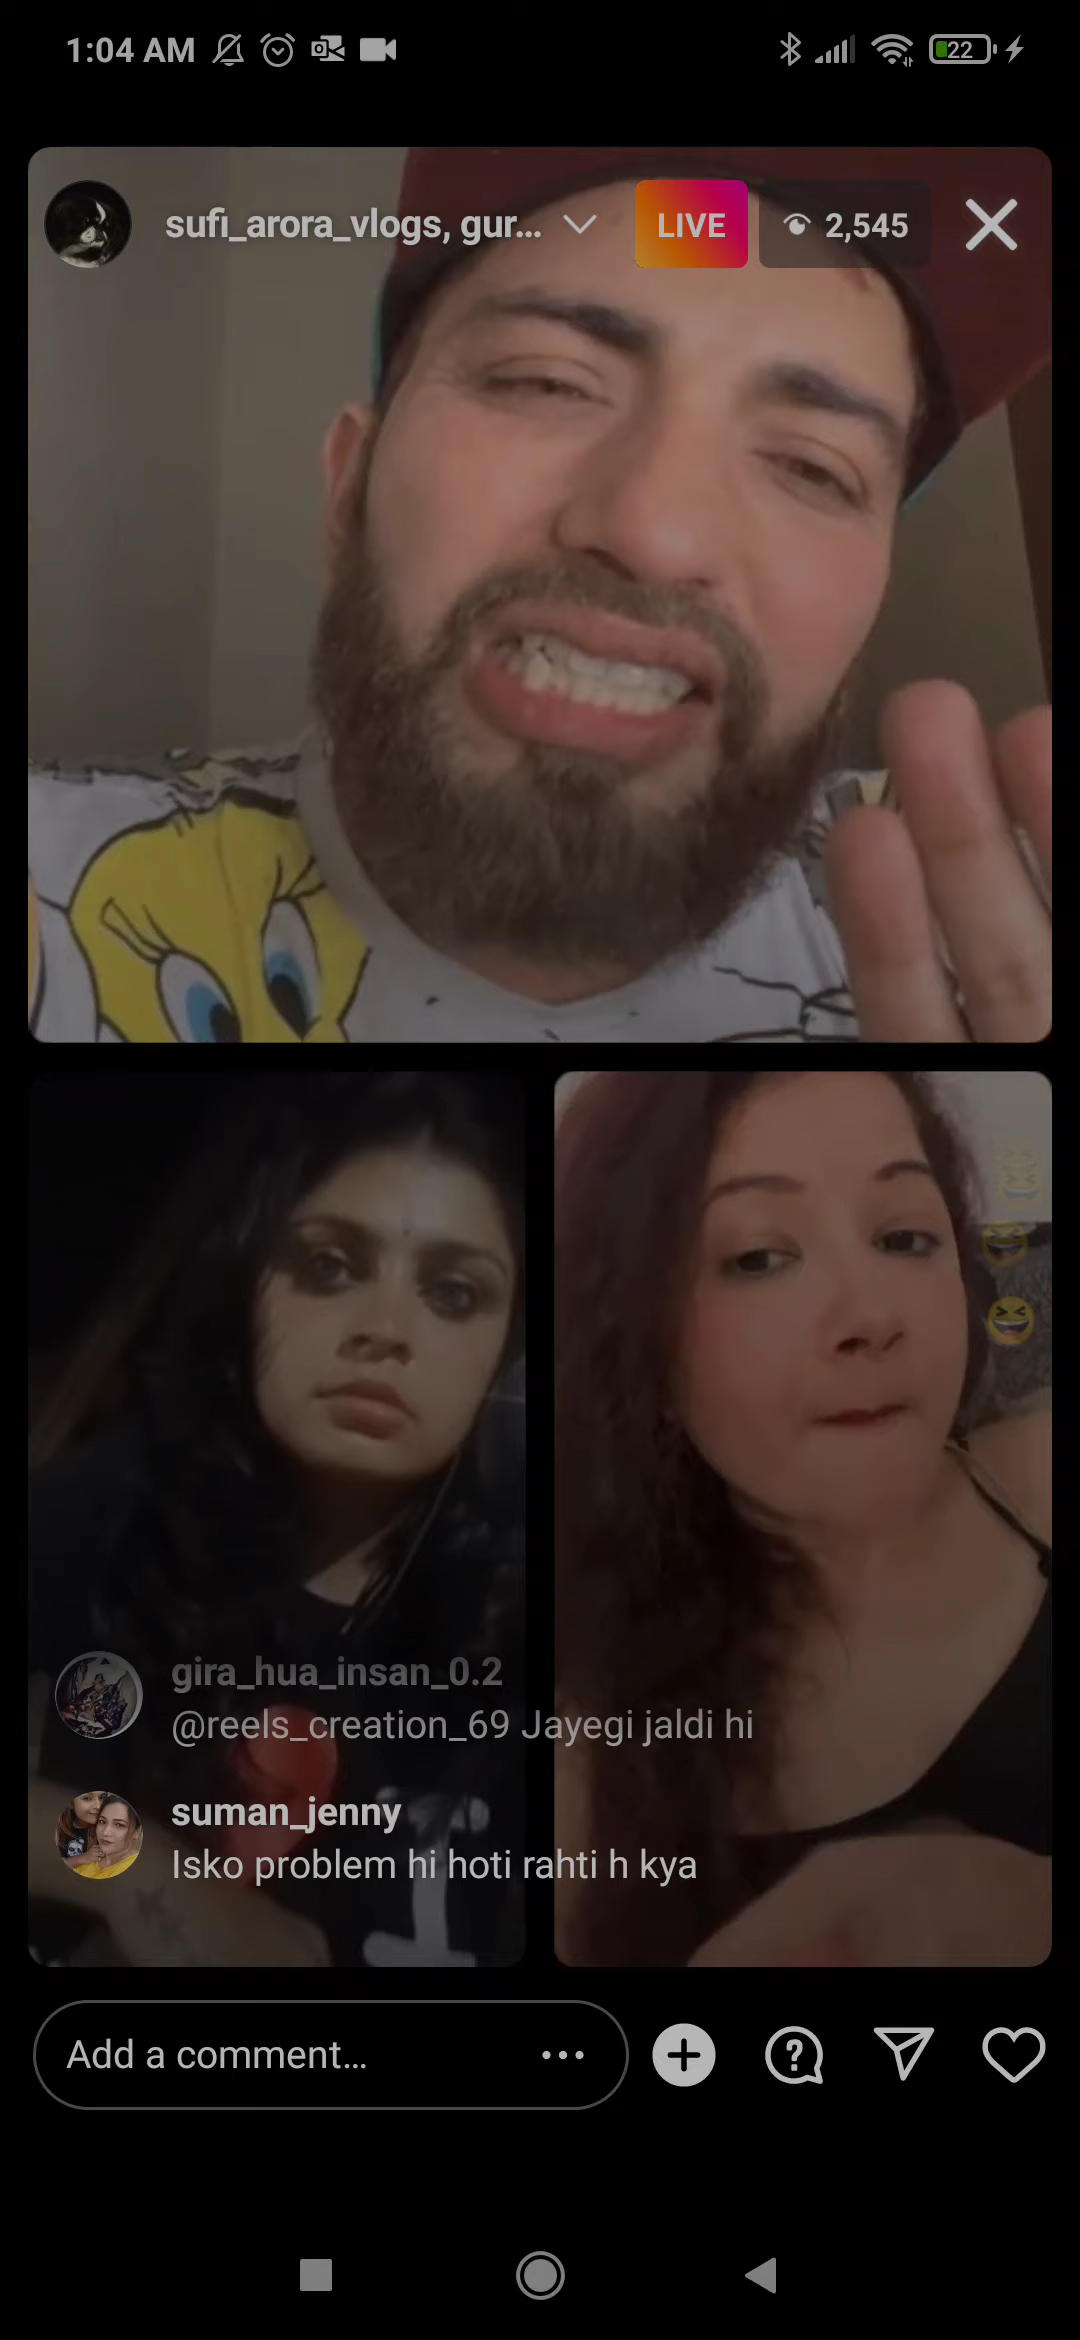 1:04 AM
22
sufi_arora_vlogs, gur...
LIVE
2,545
gira_hua_insan_0.2
@reels_creation_69 Jayegi jaldi hi
suman_jenny
Isko problem hi hoti rahti h kya
Add a comment...